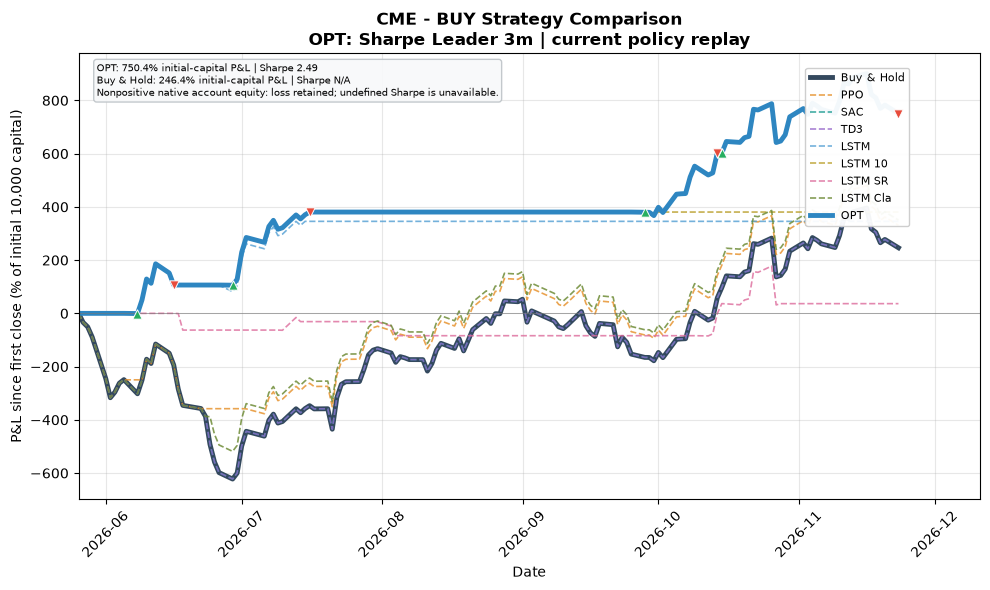 CME - BUY Strategy Comparison
OPT: Sharpe Leader 3m | current policy replay
OPT: 750.4% initial-capital P&L | Sharpe 2.49
Buy & Hold: 246.4% initial-capital P&L | Sharpe N/A
Nonpositive native account equity: loss retained; undefined Sharpe is unavailable.
Buy & Hold
PPO
SAC
TD3
LSTM
LSTM 10
LSTM SR
LSTM Cla
OPT
P&L since first close (% of initial 10,000 capital)
800
600
400
200
0
−200
−400
−600
2026-06
2026-07
2026-08
2026-09
2026-10
2026-11
2026-12
Date